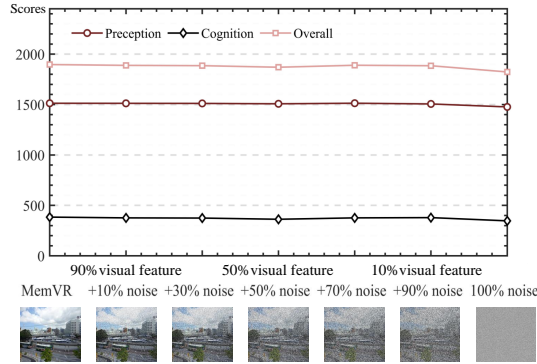 Scores
Preception Cognition Overall
2000
1500
1000
500
0
90%visual feature 50%visual feature 10%visual feature
MemVR +10% noise +30% noise +50% noise +70% noise +90% noise 100% noise